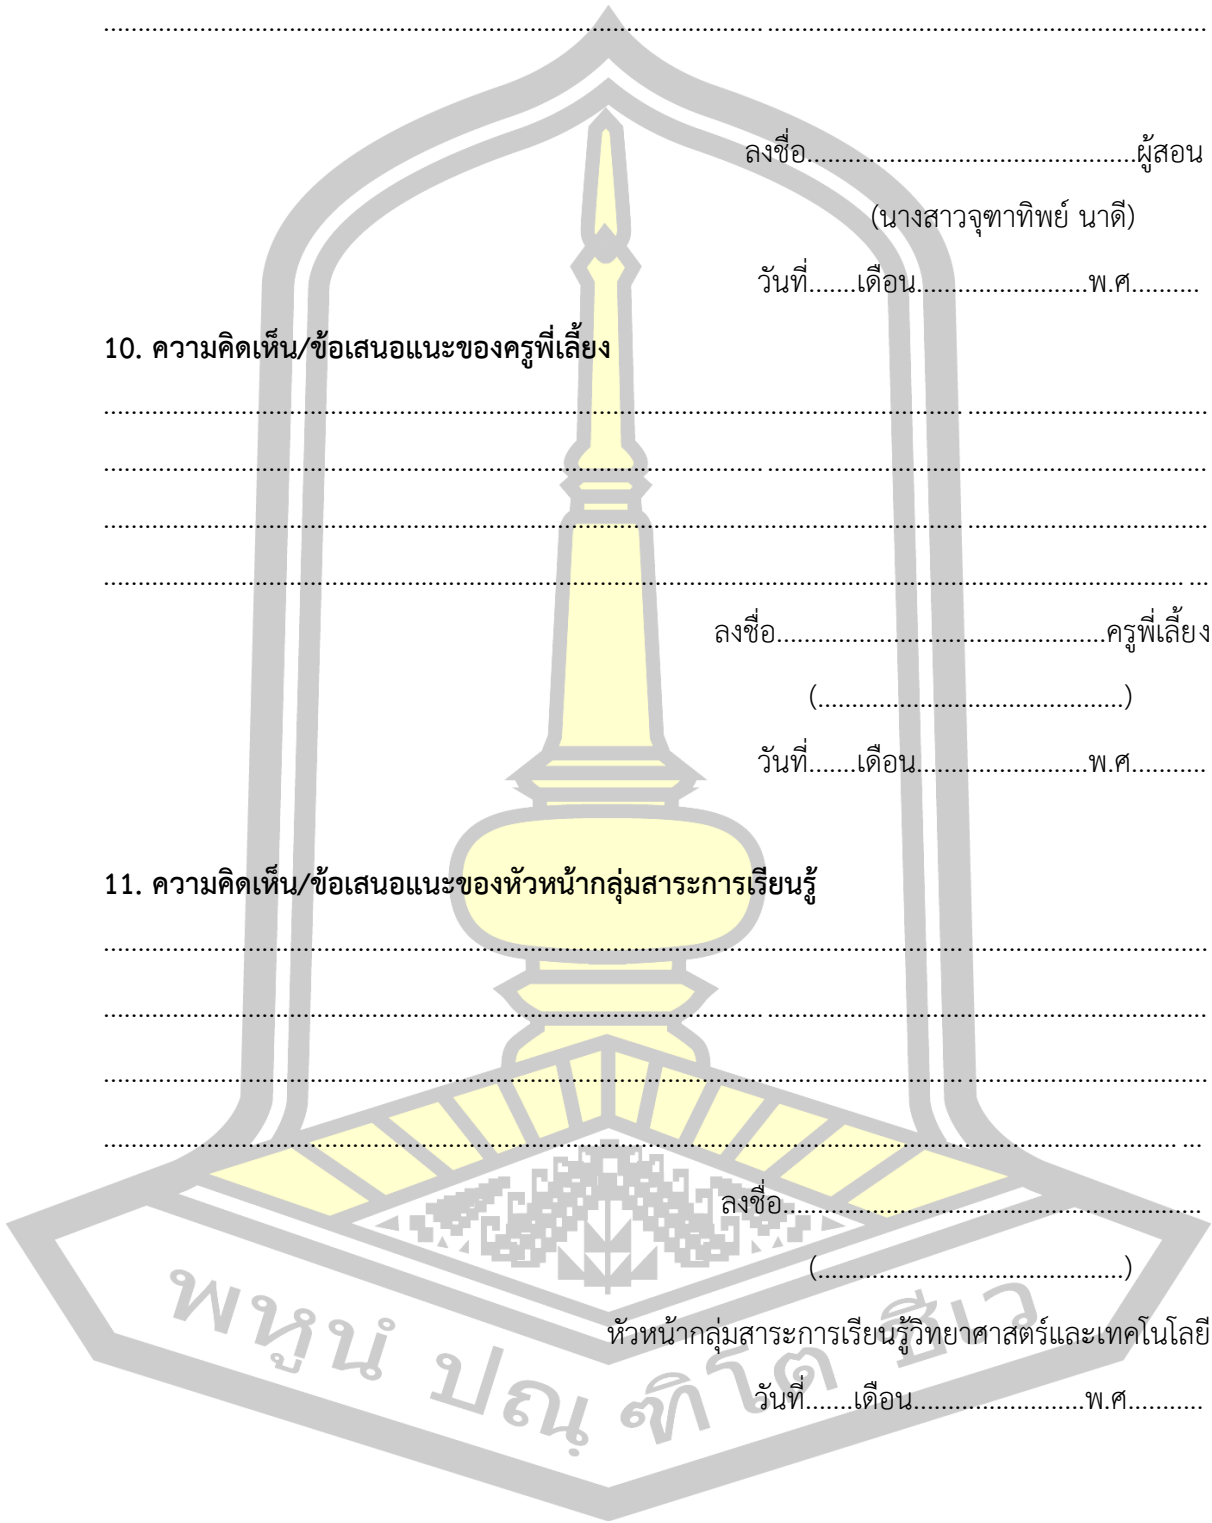 ........................................................................................................................................................................
ลงชื่อ................................................ผู้สอน
(นางสาวจุฑาทิพย์ นาดี)
วันที่.......เดือน.........................พ.ศ..........
10. ความคิดเห็น/ข้อเสนอแนะของครูพี่เลี้ยง
........................................................................................................................................................................
........................................................................................................................................................................
........................................................................................................................................................................
........................................................................................................................................................................
ลงชื่อ................................................ครูพี่เลี้ยง
(.............................................)
วันที่.......เดือน.........................พ.ศ...........
11. ความคิดเห็น/ข้อเสนอแนะของหัวหน้ากลุ่มสาระการเรียนรู้
........................................................................................................................................................................
........................................................................................................................................................................
........................................................................................................................................................................
........................................................................................................................................................................
ลงชื่อ.............................................................
(.............................................)
หัวหน้ากลุ่มสาระการเรียนรู้วิทยาศาสตร์และเทคโนโลยี
วันที่.......เดือน.........................พ.ศ...........
พหูนํ ปณฺ ฑิโต ชีเว